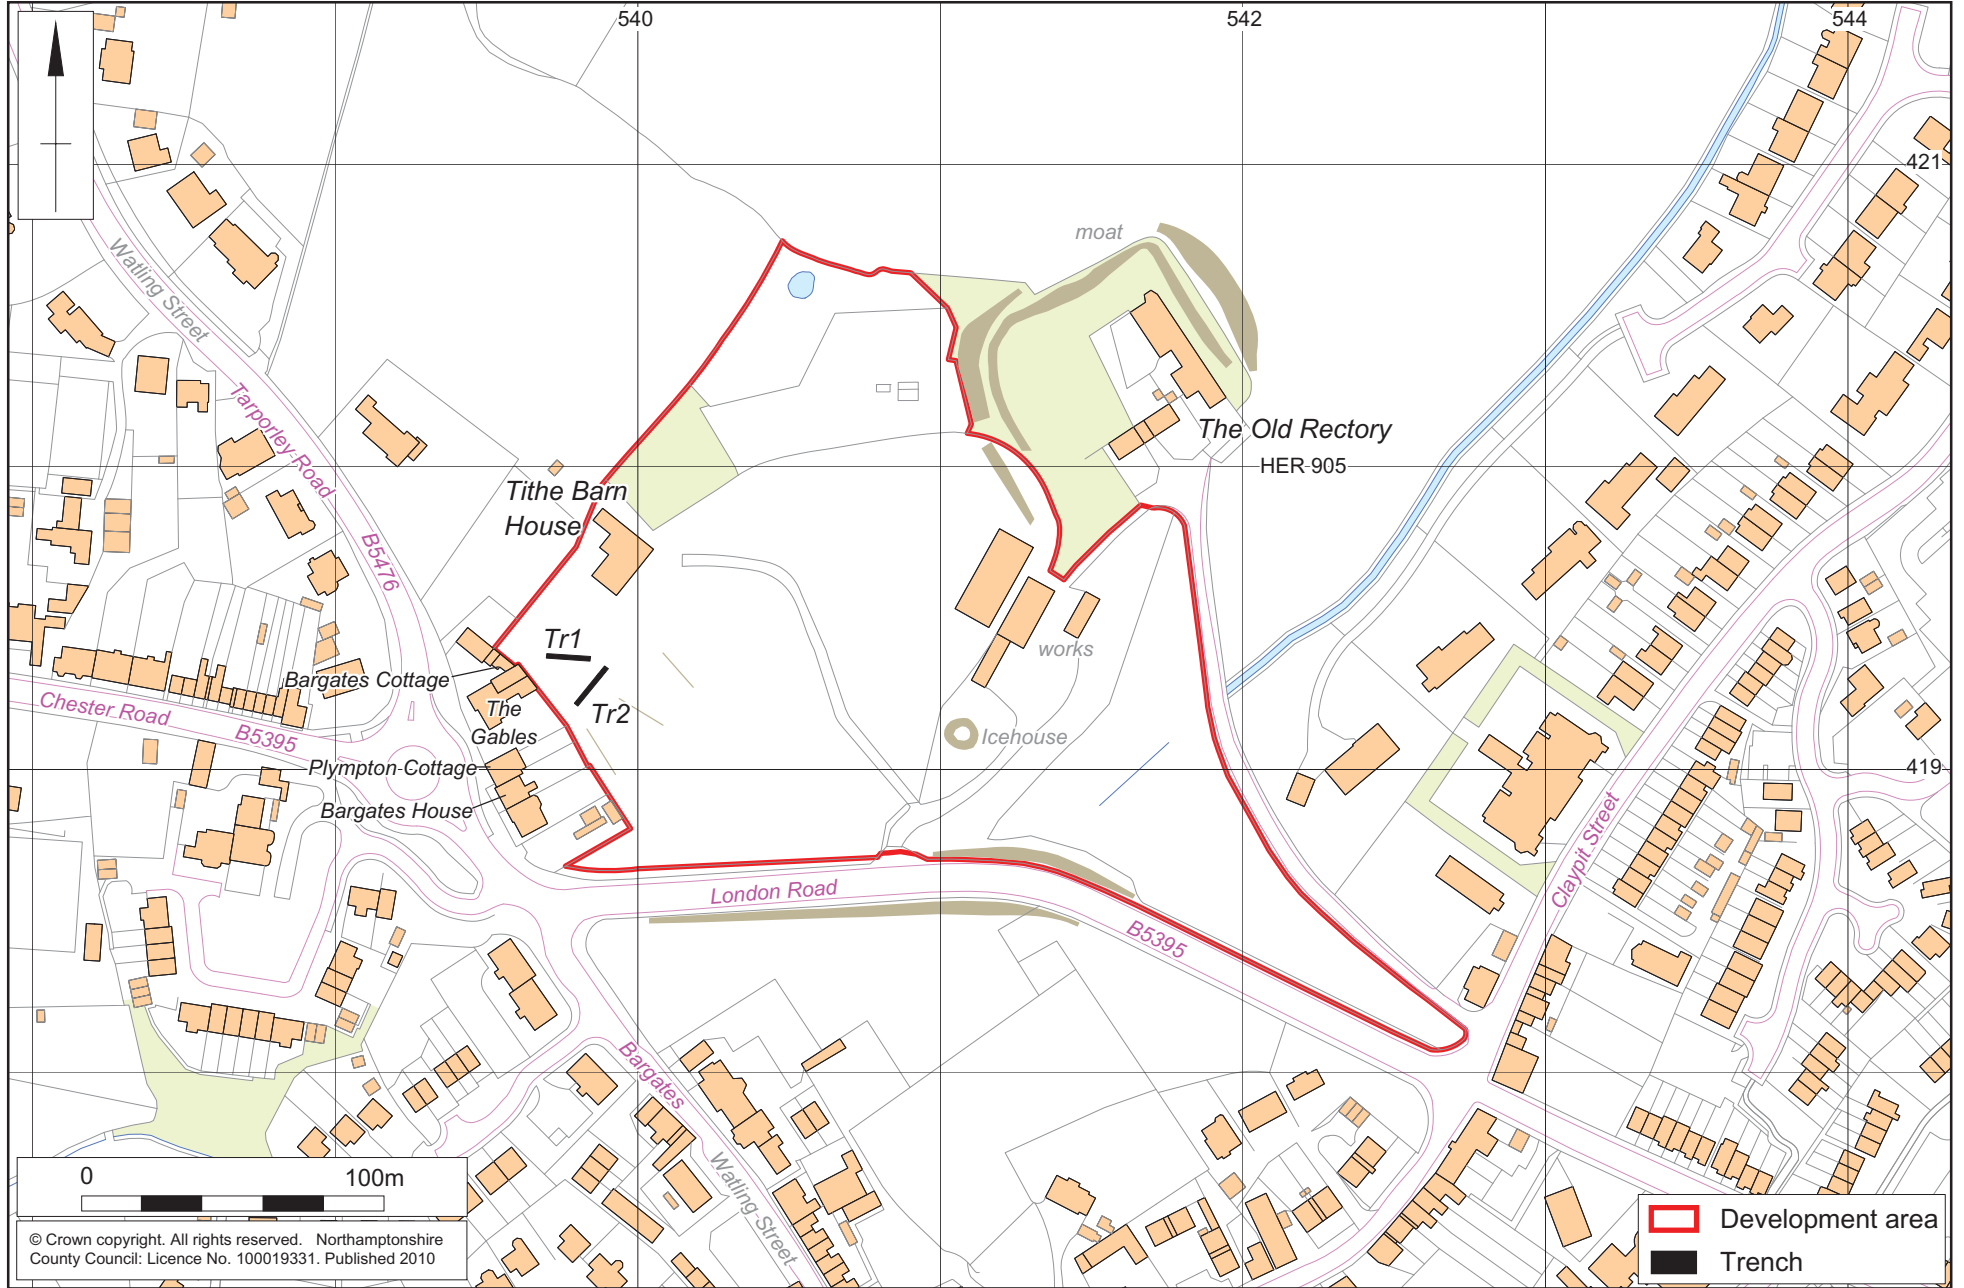 540
542
544
421
moat
Watling Street
Tarporley Road
The Old Rectory
HER 905
Tithe Barn
House
B5476
Tr1
works
Bargates Cottage
Chester Road
The
Gables
Tr2
B5395
Icehouse
Plympton Cottage
419
Bargates House
Claypit Street
London Road
B5395
Bargates
Watling Street
0
100m
© Crown copyright. All rights reserved. Northamptonshire
County Council: Licence No. 100019331. Published 2010
Development area
Trench